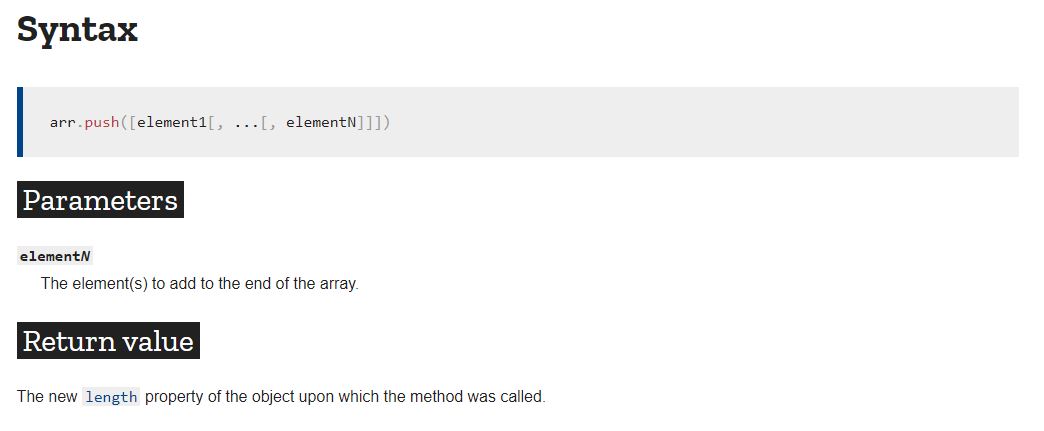 Syntax
arr.push([element1[, ...[, elementN]]])
Parameters
elementN
The element(s) to add to the end of the array.
Return value
The new length property of the object upon which the method was called.